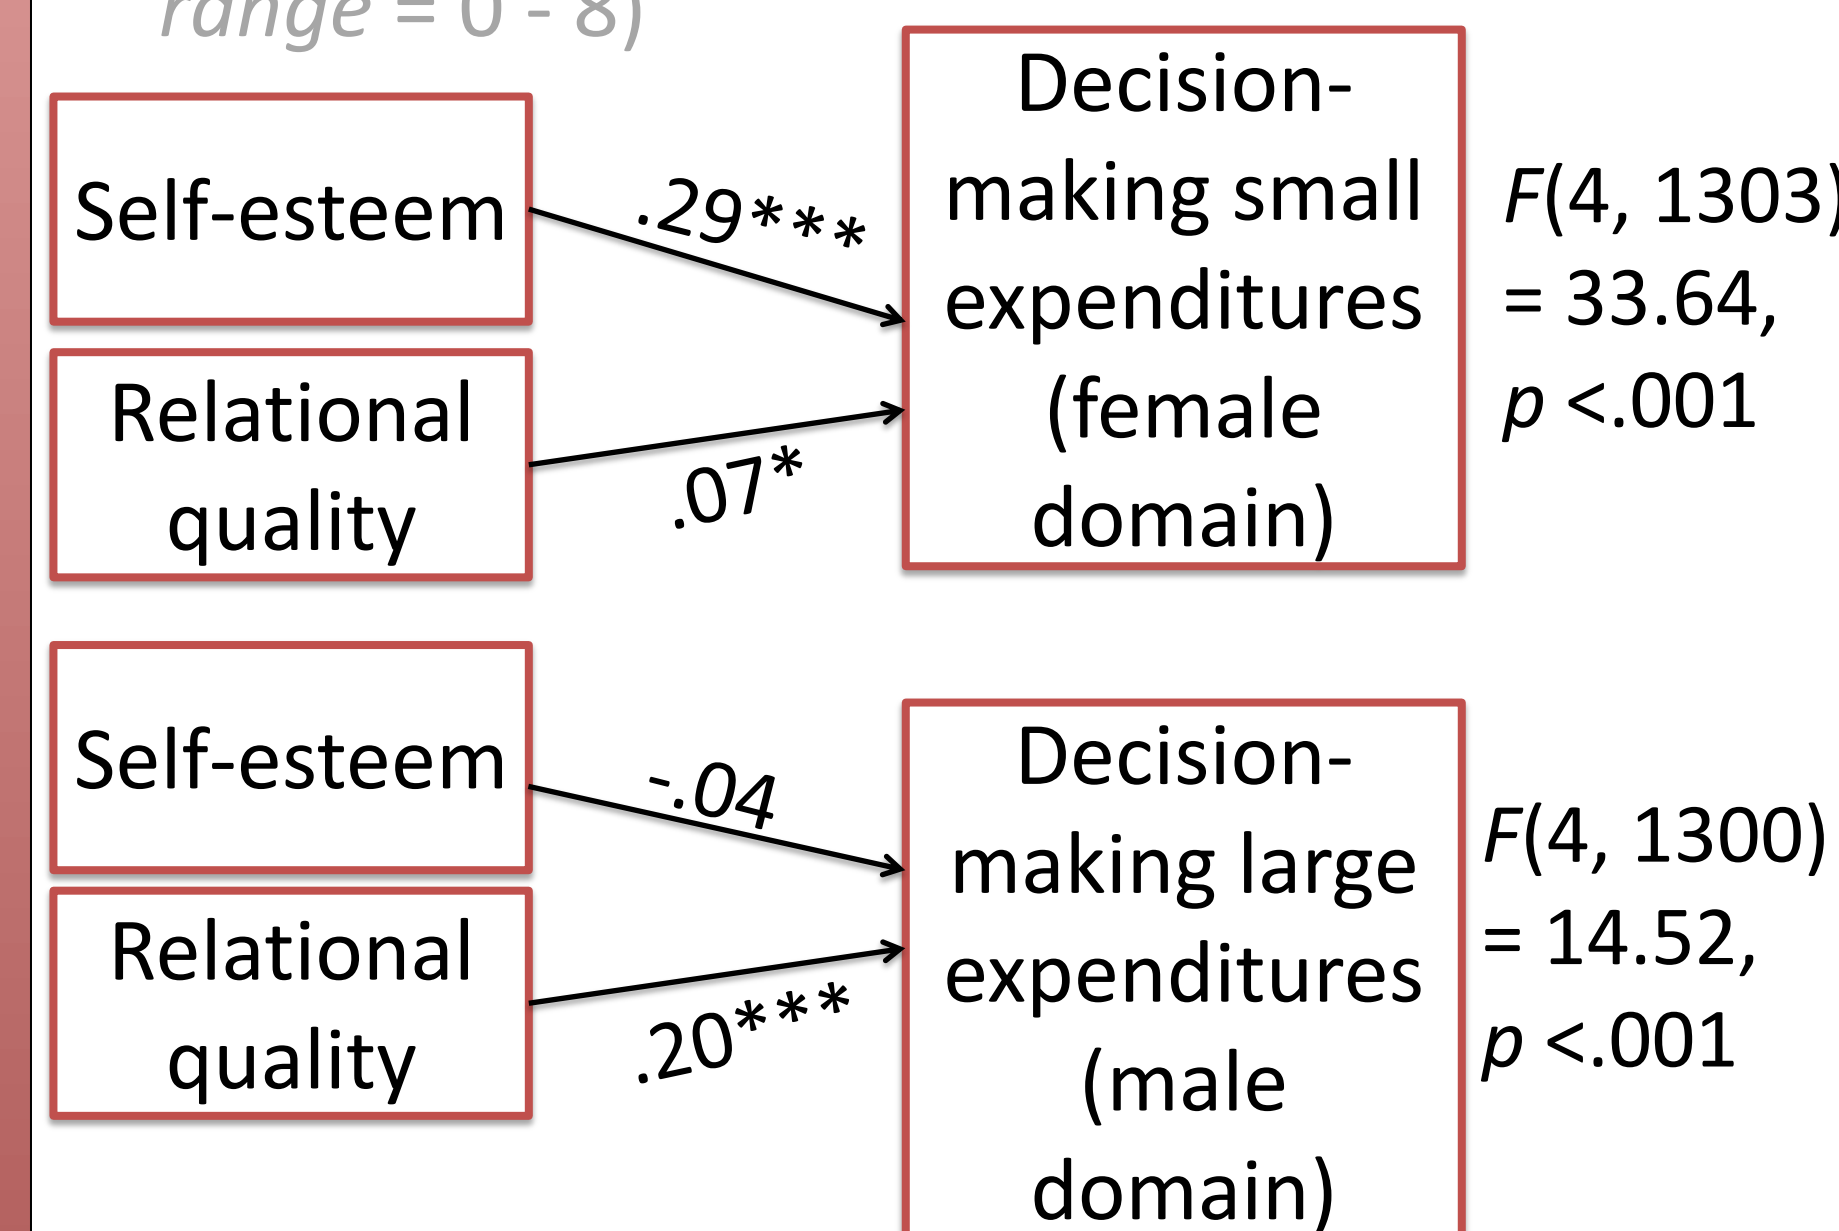 range = 0 - 8)
Self-esteem
.29***
Relational
quality
.07*
Decision-
making small
expenditures
(female
domain)
F(4, 1303)
= 33.64,
p <.001
Self-esteem
-.04
Relational
quality
.20***
Decision-
making large
expenditures
(male
domain)
F(4, 1300)
= 14.52,
p <.001